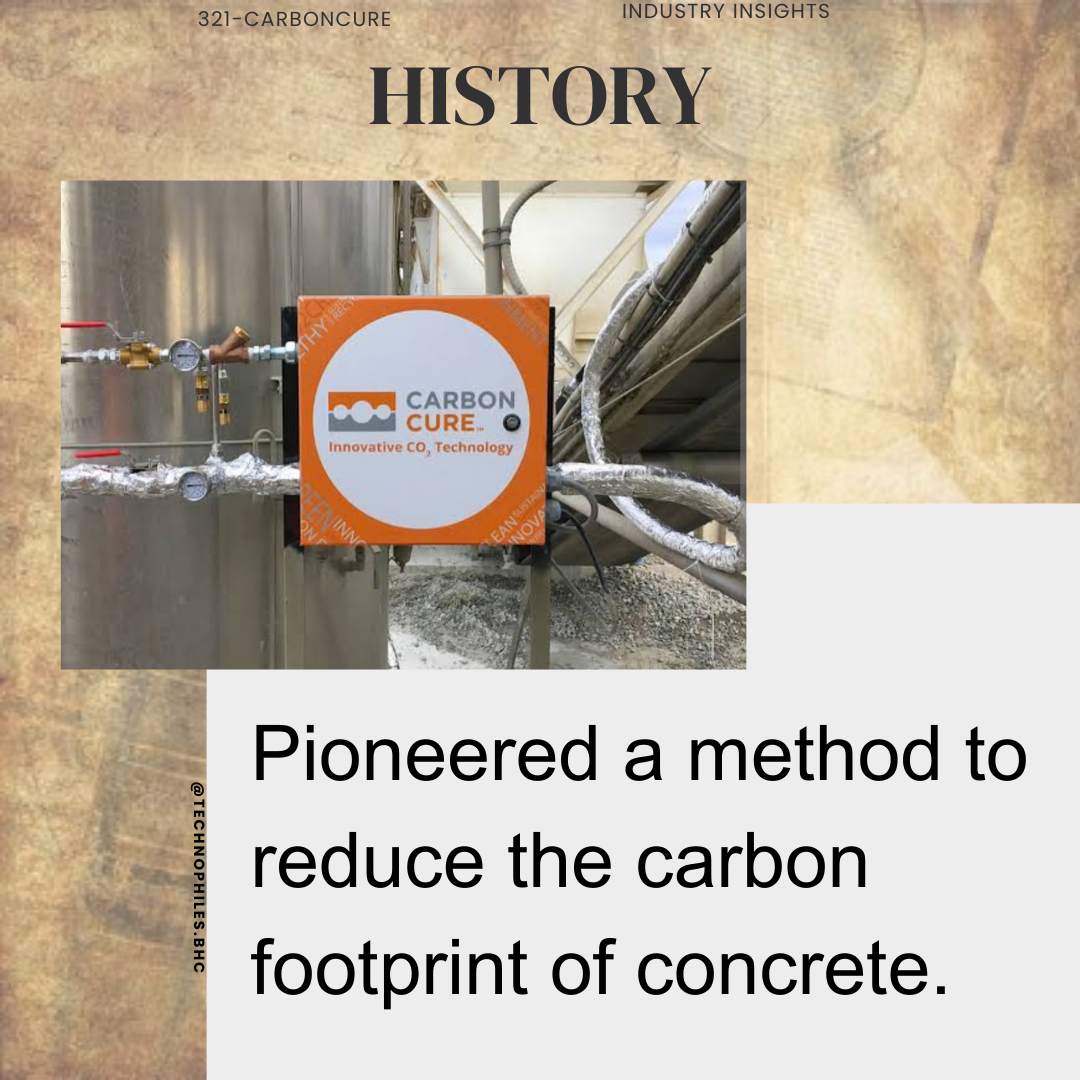 321-CARBONCURE
INDUSTRY INSIGHTS
HISTORY
CARBON
CURE™
Innovative CO₂ Technology
Pioneered a method to
reduce the carbon
footprint of concrete.
@TECHNOPHILES.BHC